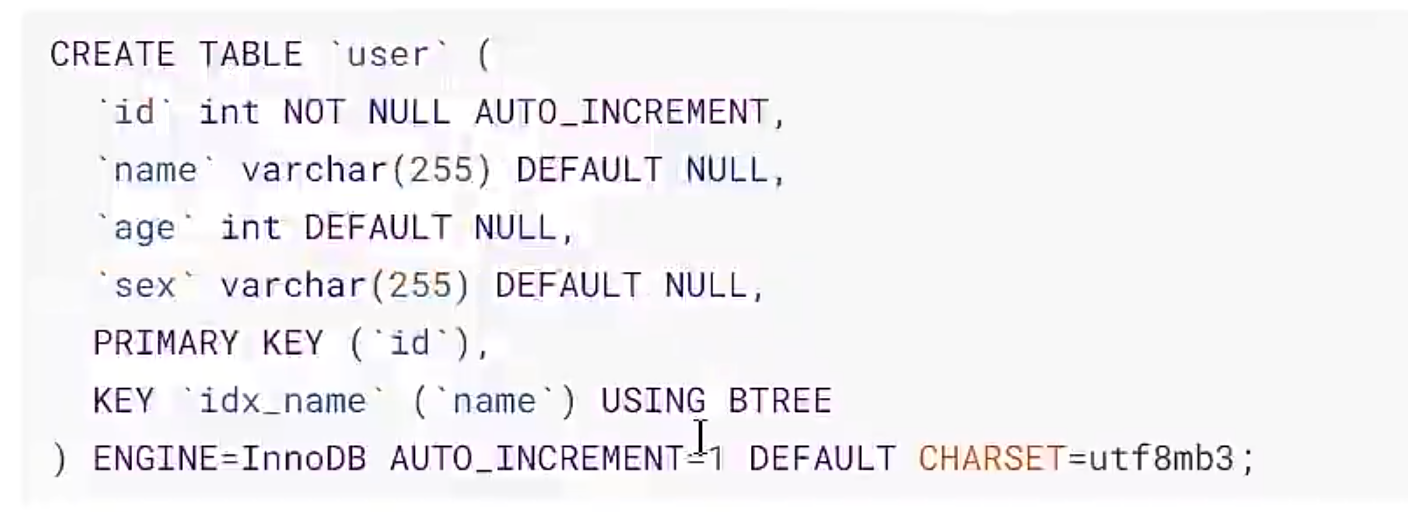 CREATE TABLE `user` (
`id` int NOT NULL AUTO_INCREMENT,
`name` varchar(255) DEFAULT NULL,
`age` int DEFAULT NULL,
`sex` varchar(255) DEFAULT NULL,
PRIMARY KEY (`id`),
KEY `idx_name` (`name`) USING BTREE
) ENGINE=InnoDB AUTO_INCREMENT=1 DEFAULT CHARSET=utf8mb3;